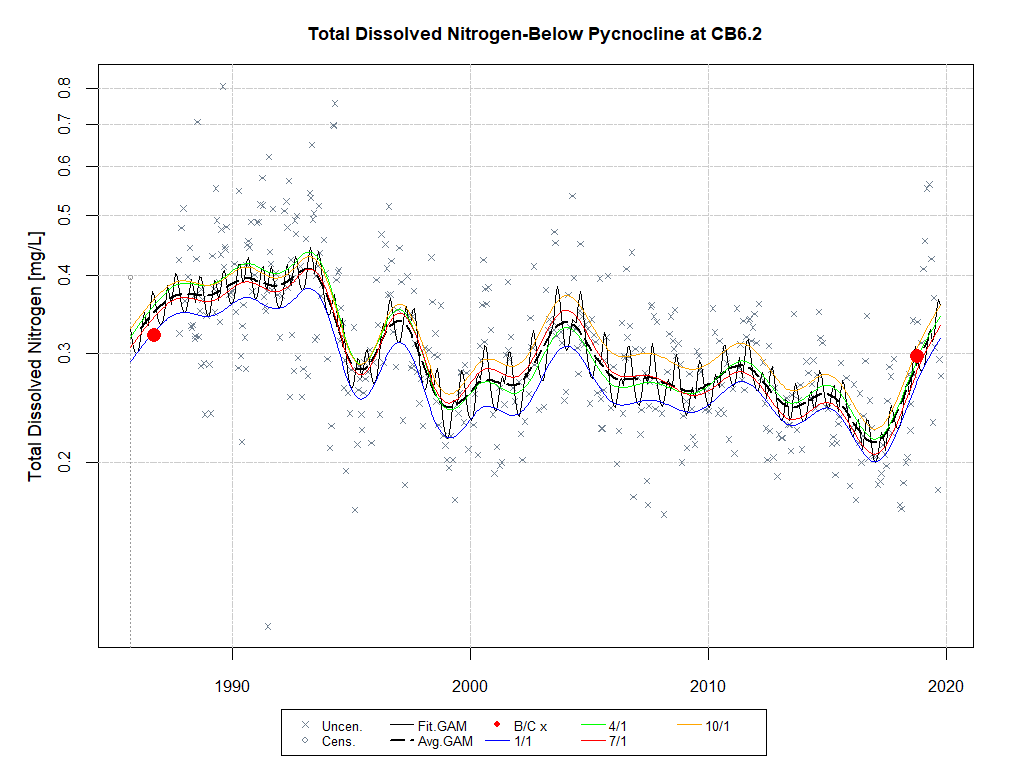 Total Dissolved Nitrogen-Below Pycnocline at CB6.2
Total Dissolved Nitrogen [mg/L]
0.8
0.7
0.6
0.5
0.4
0.3
0.2
1990 2000 2010 2020
Uncen. Fit.GAM B/C x 4/1 10/1
Cens. Avg.GAM 1/1 7/1